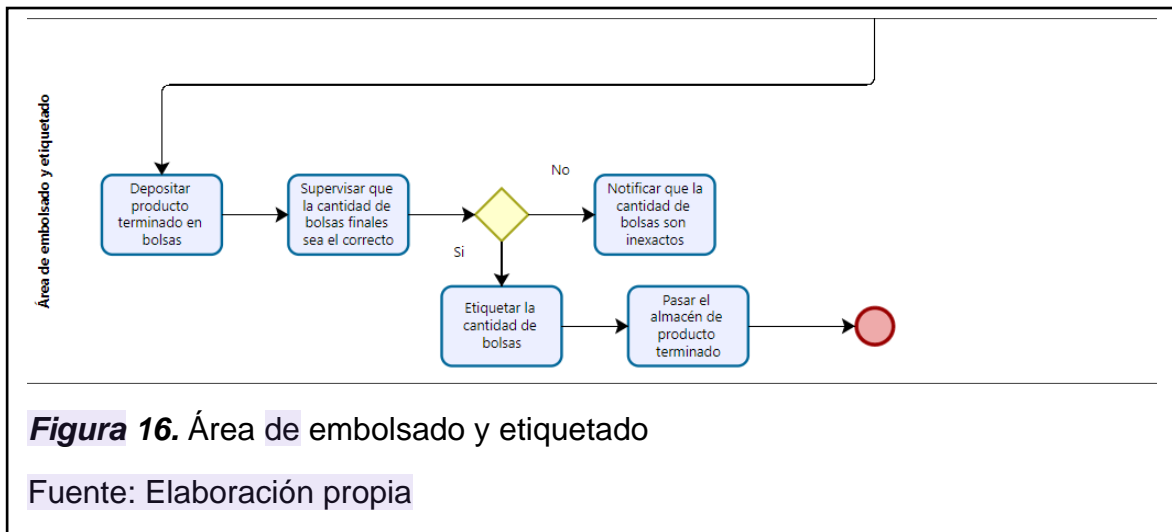 Área de embolsado y etiquetado
Depositar
producto
terminado en
bolsas
Supervisar que
la cantidad de
bolsas finales
sea el correcto
No
Notificar que la
cantidad de
bolsas son
inexactos
Si
Etiquetar la
cantidad de
bolsas
Pasar el
almacén de
producto
terminado
Figura 16. Área de embolsado y etiquetado
Fuente: Elaboración propia